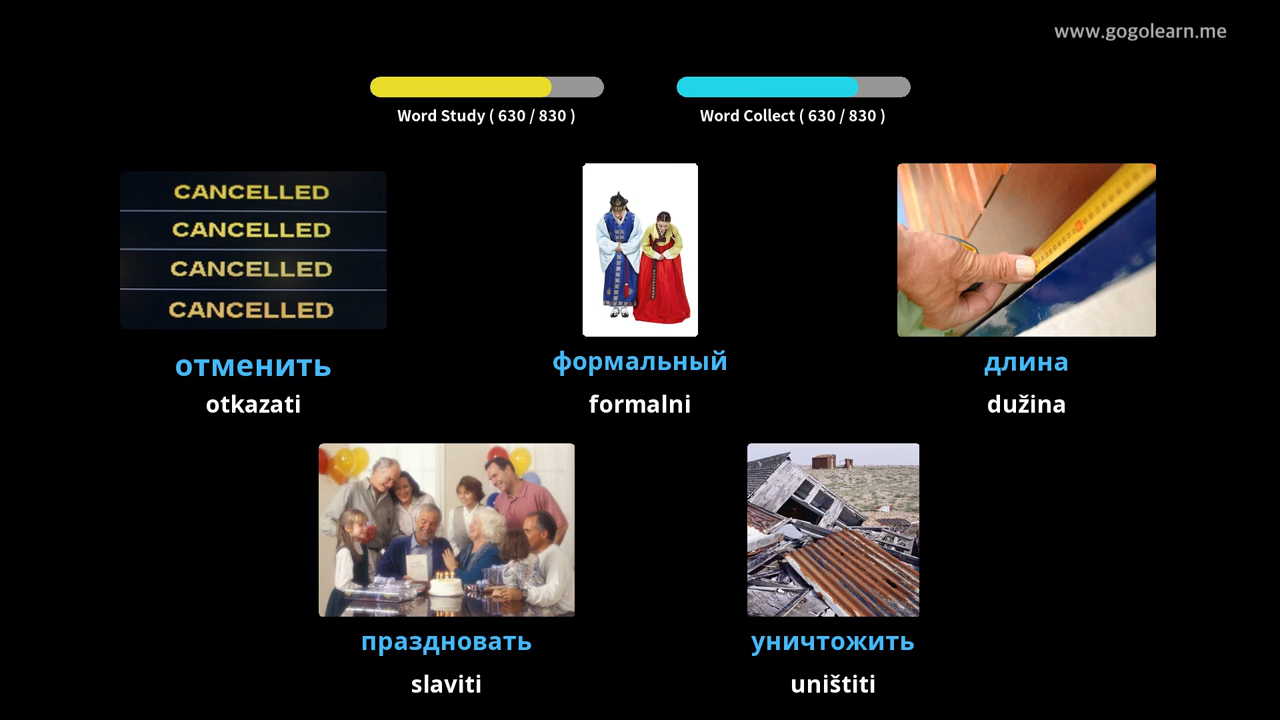 www.gogolearn.me
Word Study ( 630 / 830 )
Word Collect ( 630 / 830 )
CANCELLED
CANCELLED
CANCELLED
CANCELLED
отменить
otkazati
формальный
formalni
длина
dužina
праздновать
slaviti
уничтожить
uništiti